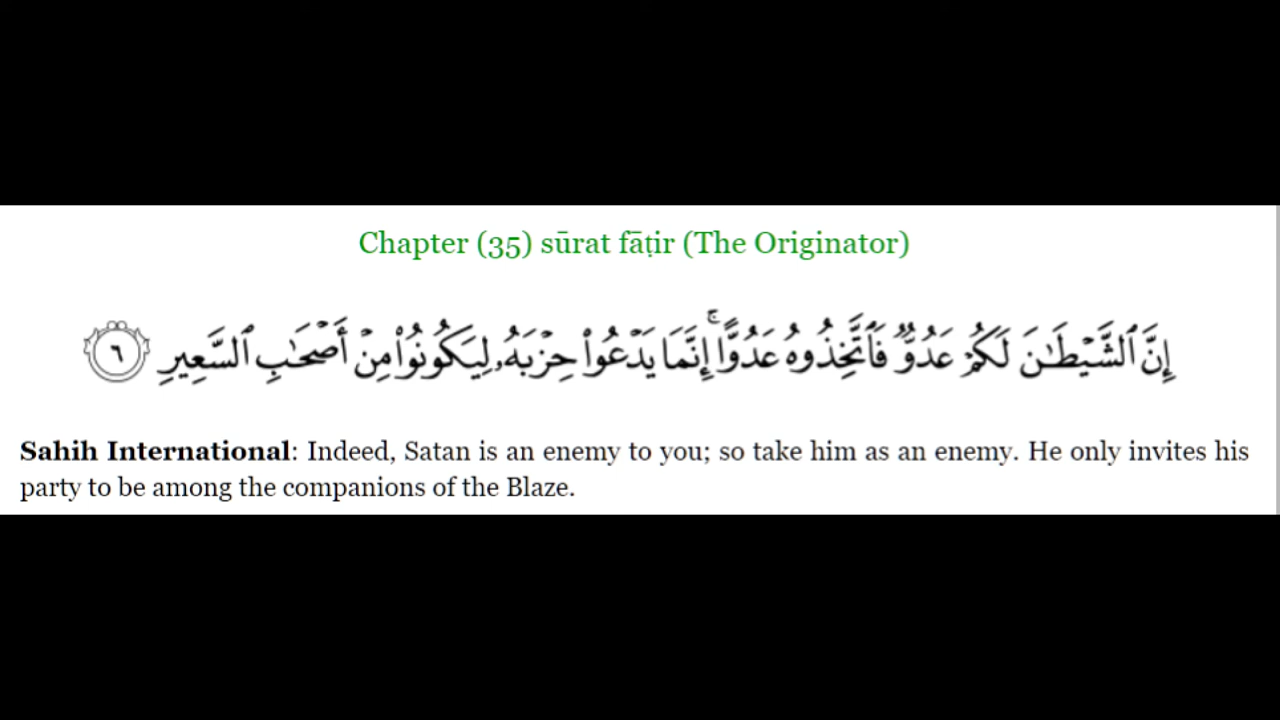 Chapter (35) sūrat fāṭir (The Originator)
إِنَّ ٱلشَّيْطَـٰنَ لَكُمْ عَدُوٌّ فَٱتَّخِذُوهُ عَدُوًّا ۚ إِنَّمَا يَدْعُوا۟ حِزْبَهُۥ لِيَكُونُوا۟ مِنْ أَصْحَـٰبِ ٱلسَّعِيرِ ٦
Sahih International: Indeed, Satan is an enemy to you; so take him as an enemy. He only invites his
party to be among the companions of the Blaze.